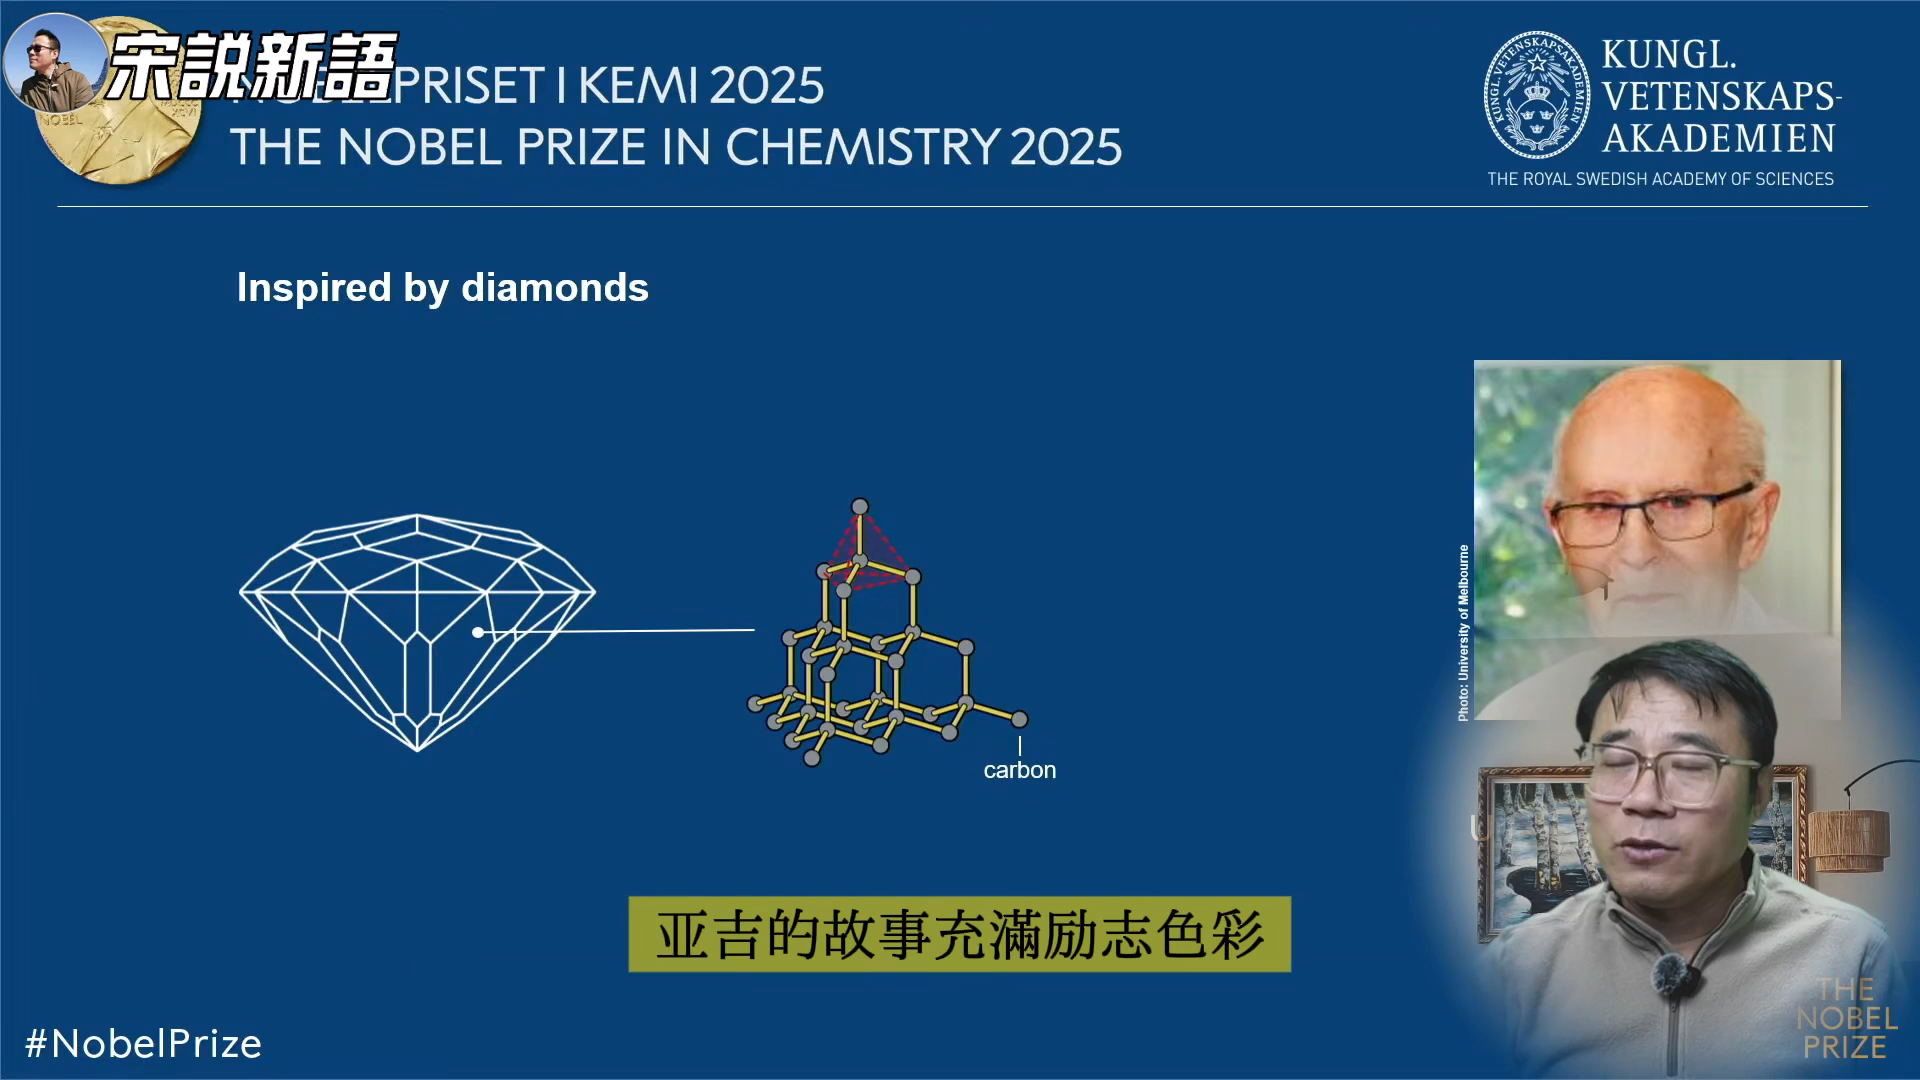 宋説新語
NOBELPRISET I KEMI 2025
THE NOBEL PRIZE IN CHEMISTRY 2025
KUNGL.
VETENSKAPS-
AKADEMIEN
THE ROYAL SWEDISH ACADEMY OF SCIENCES
Inspired by diamonds
Photo: University of Melbourne
carbon
亚吉的故事充滿励志色彩
#NobelPrize
THE
NOBEL
PRIZE